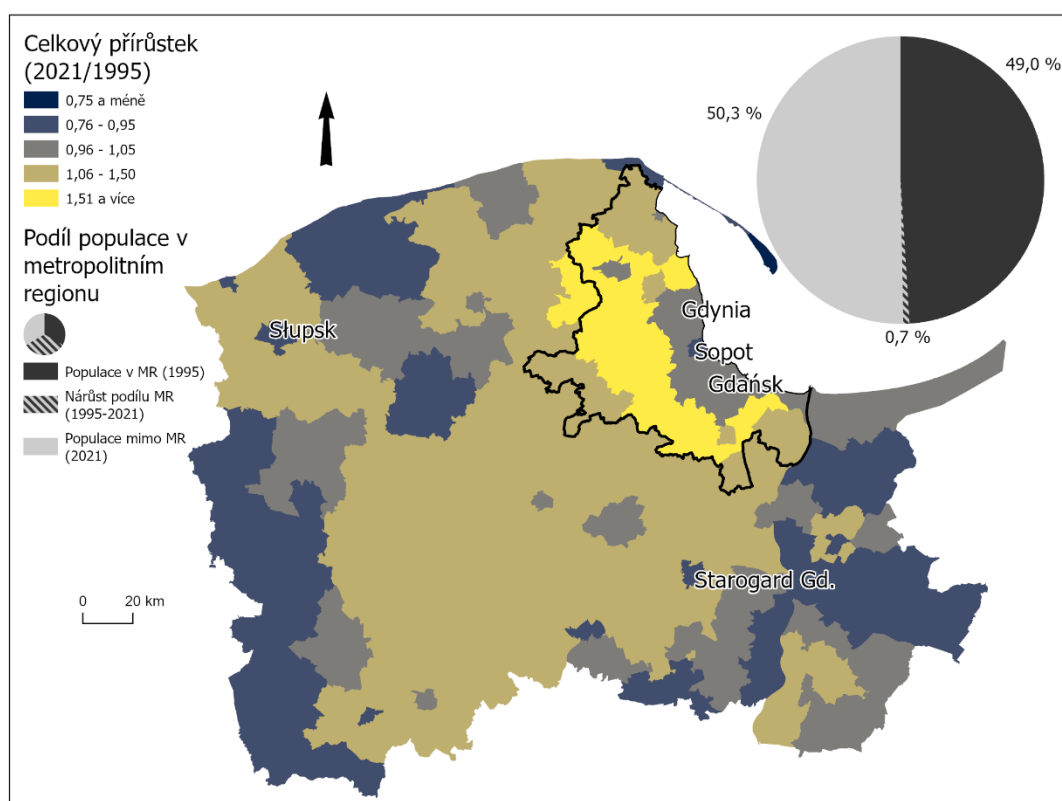 Celkový přírůstek
(2021/1995)
0,75 a méně
0,76 - 0,95
0,96 - 1,05
1,06 - 1,50
1,51 a více
Podíl populace v
metropolitním
regionu
Populace v MR (1995)
Nárůst podílu MR
(1995-2021)
Populace mimo MR
(2021)
0 20 km
49,0 %
50,3 %
0,7 %
Gdynia
Sopot
Gdańsk
Słupsk
Starogard Gd.